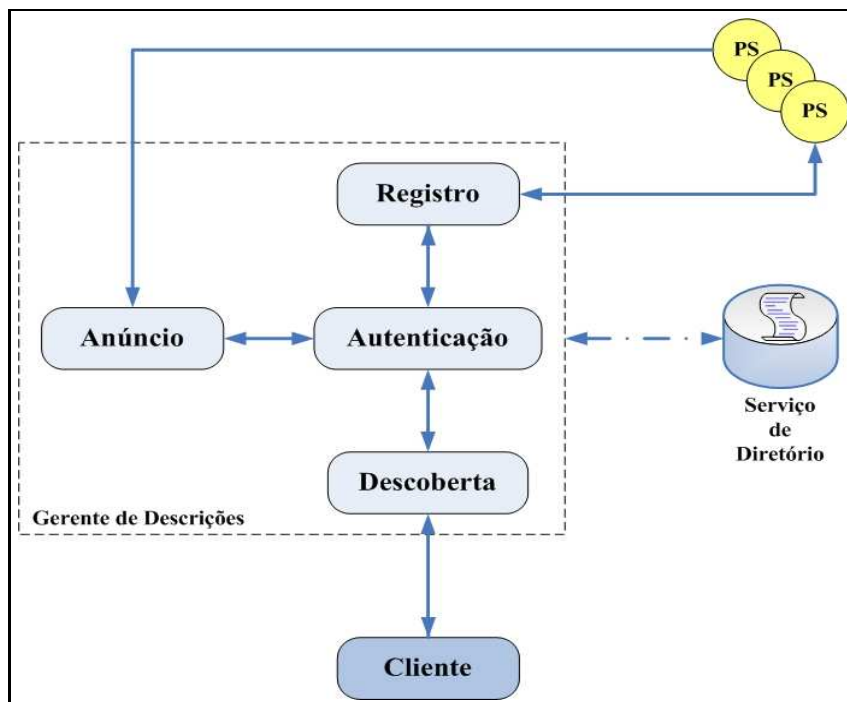 PS
PS
PS
Registro
Anúncio
Autenticação
Serviço
de
Diretório
Descoberta
Gerente de Descrições
Cliente